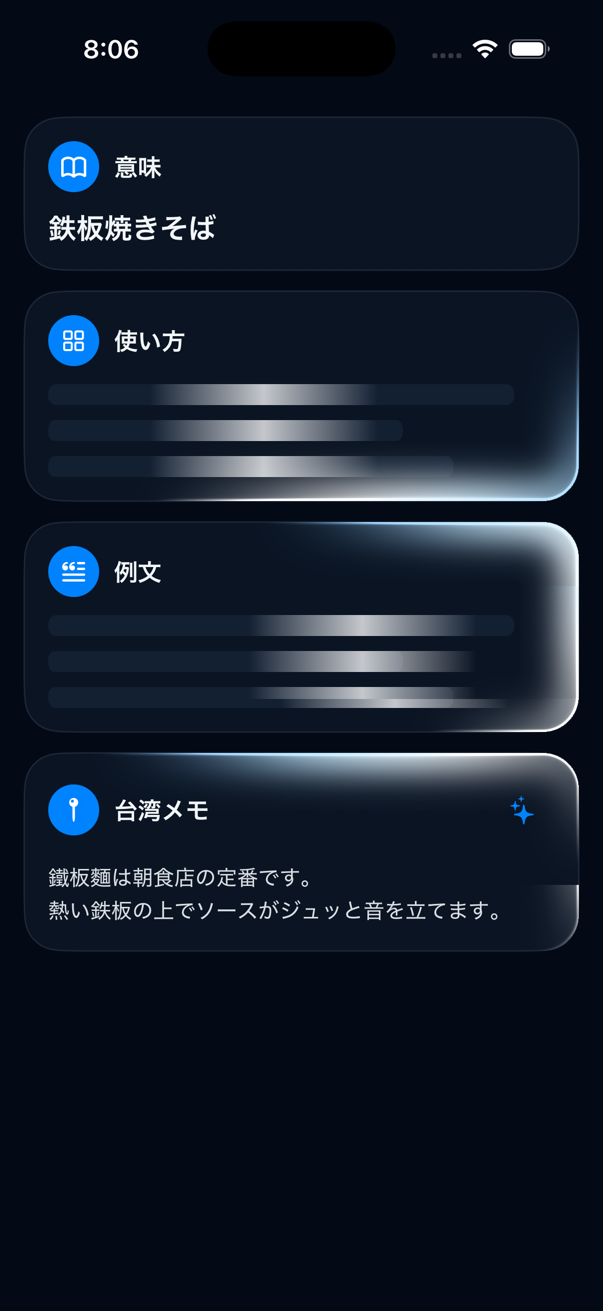 8:06
意味
鉄板焼きそば
使い方
例文
台湾メモ
鐵板麵は朝食店の定番です。
熱い鉄板の上でソースがジュッと音を立てます。